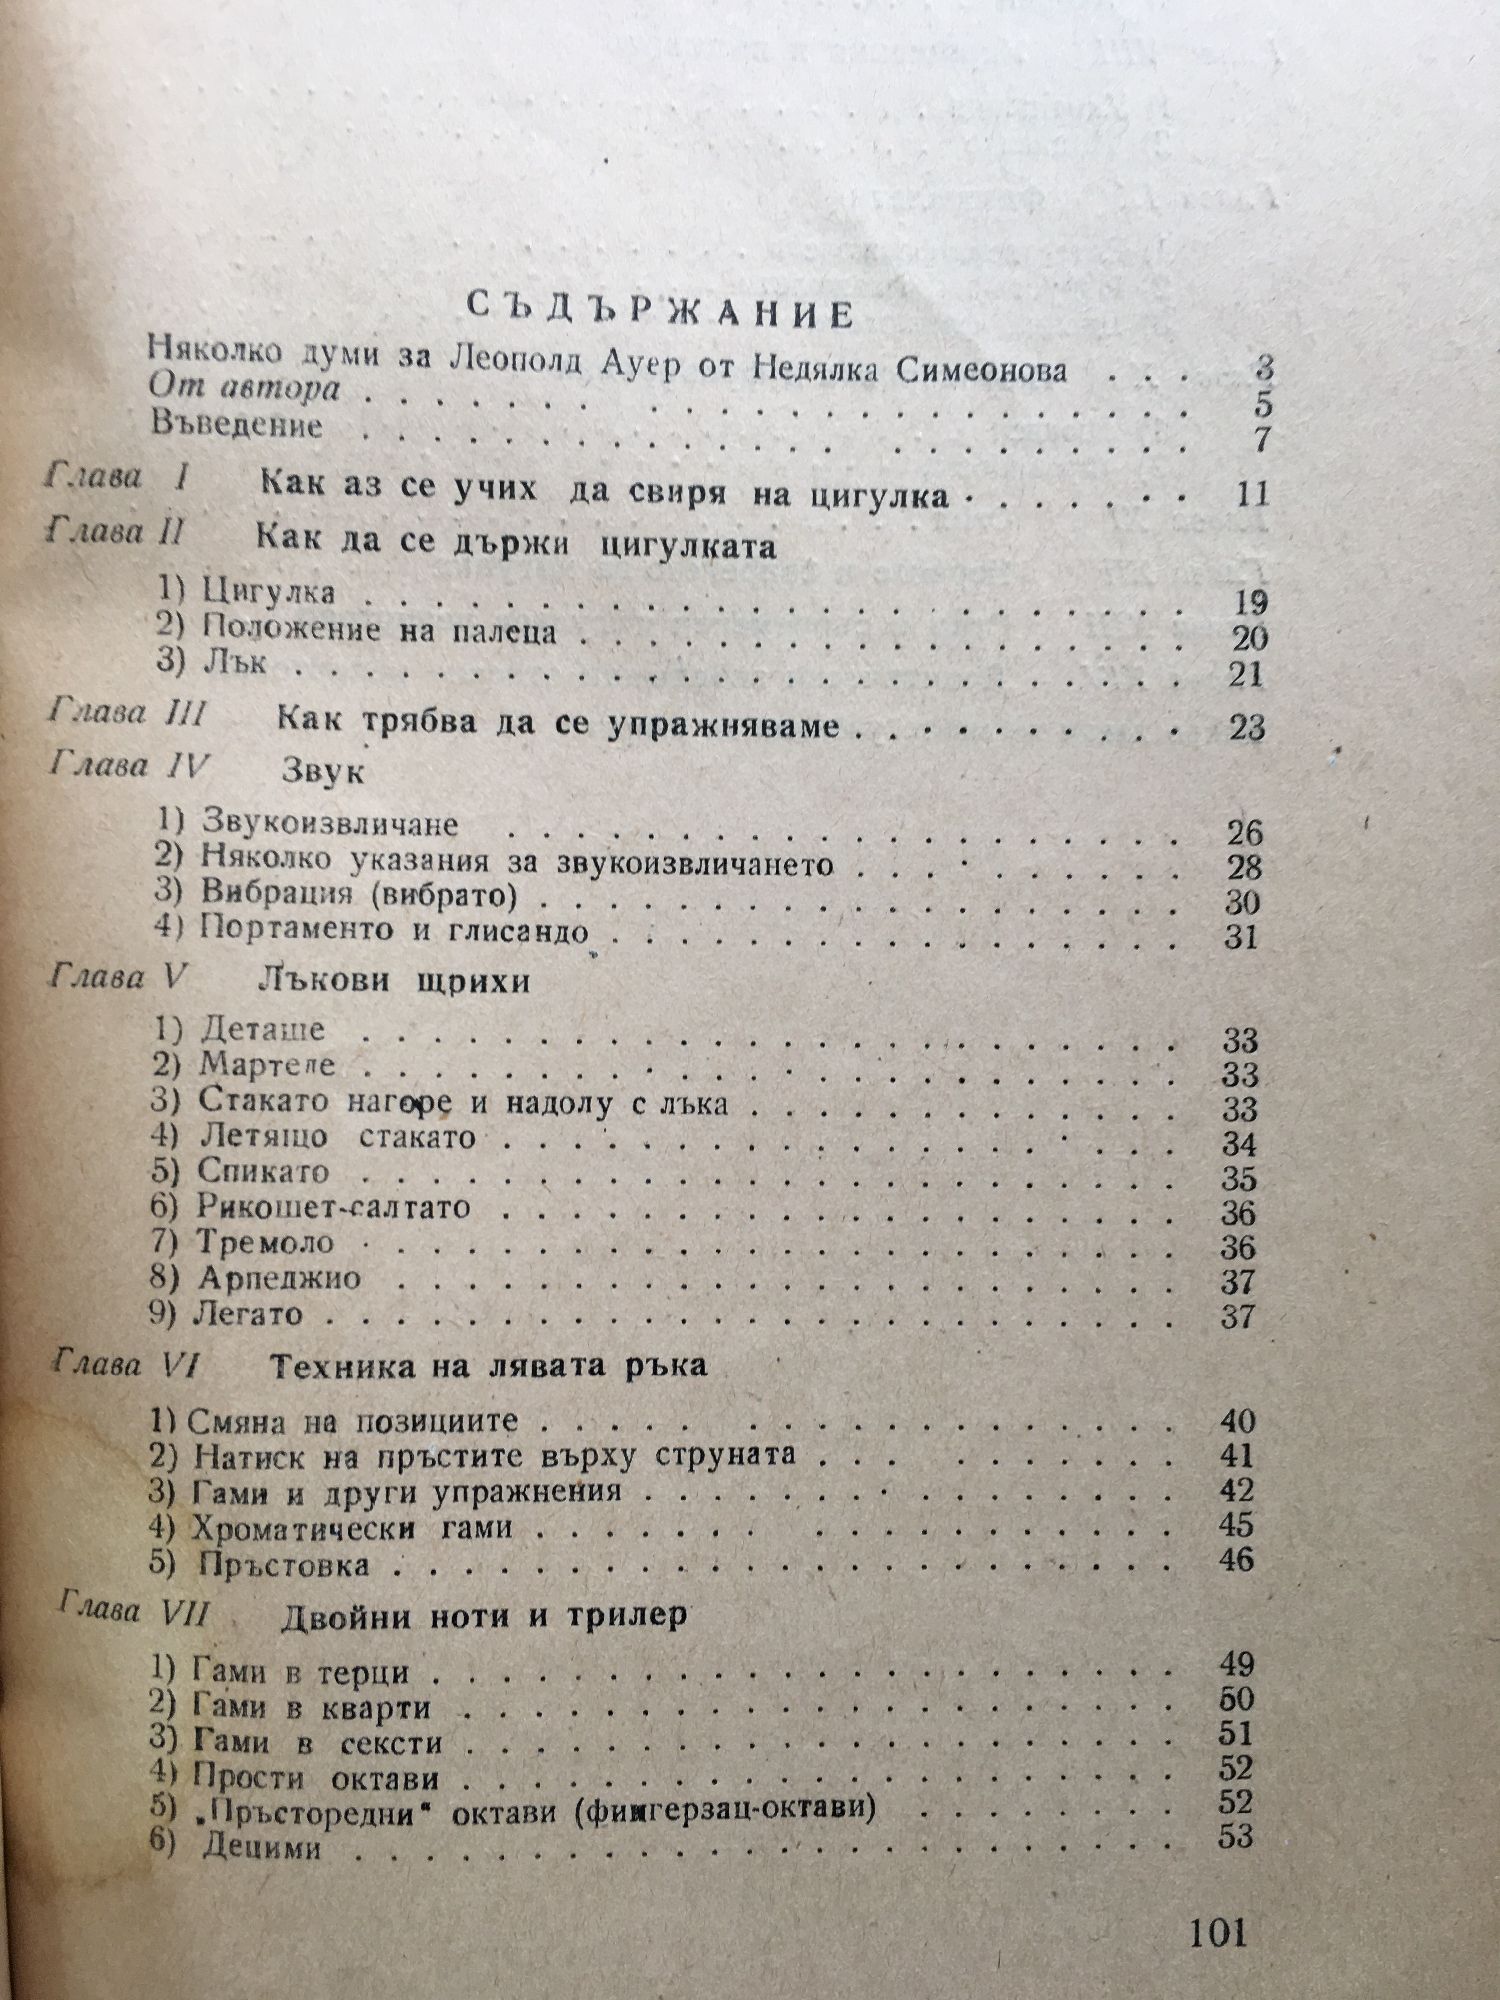 СЪДЪРЖАНИЕ
Няколко думи за Леополд Ауер от Недялка Симеонова . . . 3
От автора . . . . . . . . . . . . . . . . . . . . . . 5
Въведение . . . . . . . . . . . . . . . . . . . . . . 7
Глава I Как аз се учих да свиря на цигулка . . . . . . . 11
Глава II Как да се държи цигулката
1) Цигулка . . . . . . . . . . . . . . . . . . . . . . . 19
2) Положение на палеца . . . . . . . . . . . . . . . . . . 20
3) Лък . . . . . . . . . . . . . . . . . . . . . . . . . 21
Глава III Как трябва да се упражняваме . . . . . . . . . . 23
Глава IV Звук
1) Звукоизвличане . . . . . . . . . . . . . . . . . . . . 26
2) Няколко указания за звукоизвличането . . . . . . . . . . 28
3) Вибрация (вибрато) . . . . . . . . . . . . . . . . . . . 30
4) Портаменто и глисандо . . . . . . . . . . . . . . . . . 31
Глава V Лъкови щрихи
1) Деташе . . . . . . . . . . . . . . . . . . . . . . . . 33
2) Мартеле . . . . . . . . . . . . . . . . . . . . . . . . 33
3) Стакато нагоре и надолу с лъка . . . . . . . . . . . . . 33
4) Летящо стакато . . . . . . . . . . . . . . . . . . . . 34
5) Спикато . . . . . . . . . . . . . . . . . . . . . . . . 35
6) Рикошет-салтато . . . . . . . . . . . . . . . . . . . . 36
7) Тремоло . . . . . . . . . . . . . . . . . . . . . . . . 36
8) Арпеджио . . . . . . . . . . . . . . . . . . . . . . . 37
9) Легато . . . . . . . . . . . . . . . . . . . . . . . . 37
Глава VI Техника на лявата ръка
1) Смяна на позициите . . . . . . . . . . . . . . . . . . 40
2) Натиск на пръстите върху струната . . . . . . . . . . 41
3) Гами и други упражнения . . . . . . . . . . . . . . . . 42
4) Хроматически гами . . . . . . . . . . . . . . . . . . 45
5) Пръстовка . . . . . . . . . . . . . . . . . . . . . . . 46
Глава VII Двойни ноти и трилер
1) Гами в терци . . . . . . . . . . . . . . . . . . . . . . 49
2) Гами в кварти . . . . . . . . . . . . . . . . . . . . . 50
3) Гами в сексти . . . . . . . . . . . . . . . . . . . . . 51
4) Прости октави . . . . . . . . . . . . . . . . . . . . . 52
5) „Пръсторедни“ октави (фингерзац-октави) . . . . . . . . 52
6) Децими . . . . . . . . . . . . . . . . . . . . . . . . 53
101